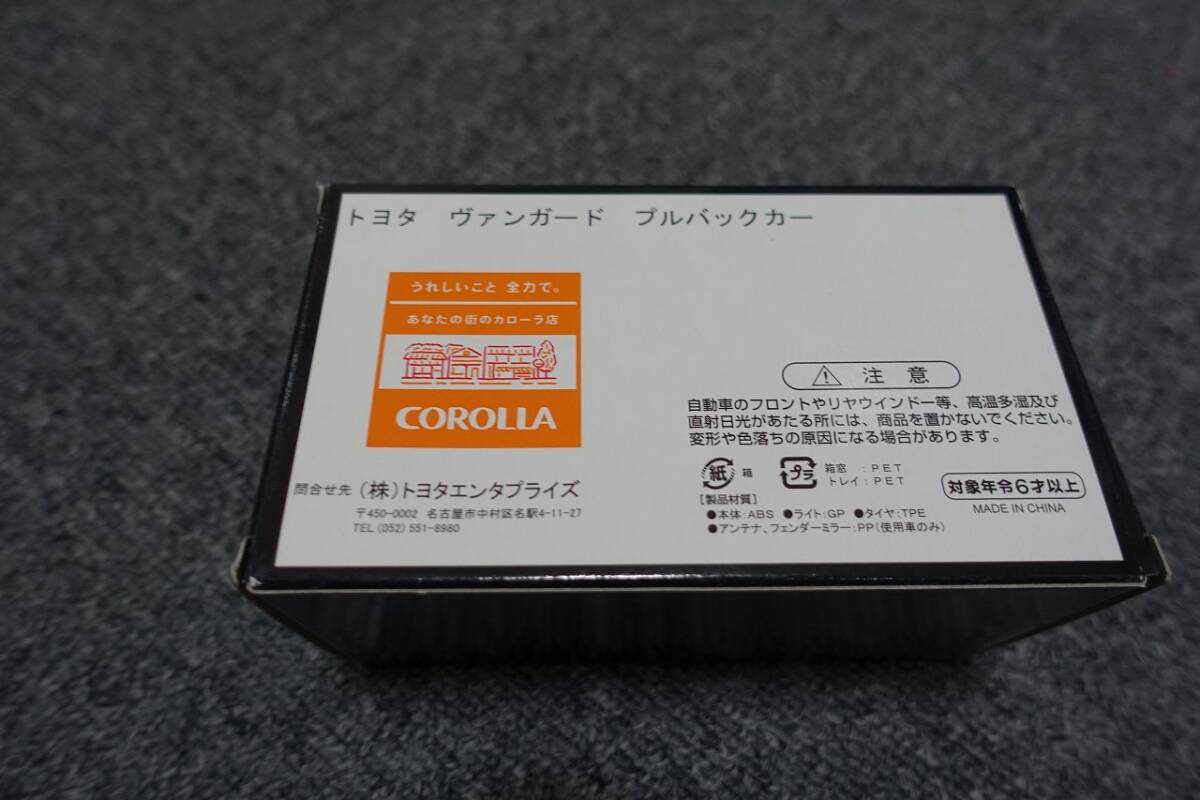 トヨタ　ヴァンガード　プルバックカー
うれしいこと 全力で。
あなたの街のカローラ店
COROLLA
問合せ先 (株)トヨタエンタプライズ
〒450-0002 名古屋市中村区名駅4-11-27
TEL (052) 551-8980
注 意
自動車のフロントやリヤウインドー等、高温多湿及び
直射日光があたる所には、商品を置かないでください。
変形や色落ちの原因になる場合があります。
紙 箱
プラ 箱窓 : PET
トレイ : PET
対象年令6才以上
MADE IN CHINA
[製品材質]
●本体:ABS ●ライト:GP ●タイヤ:TPE
●アンテナ、フェンダーミラー:PP(使用車のみ)